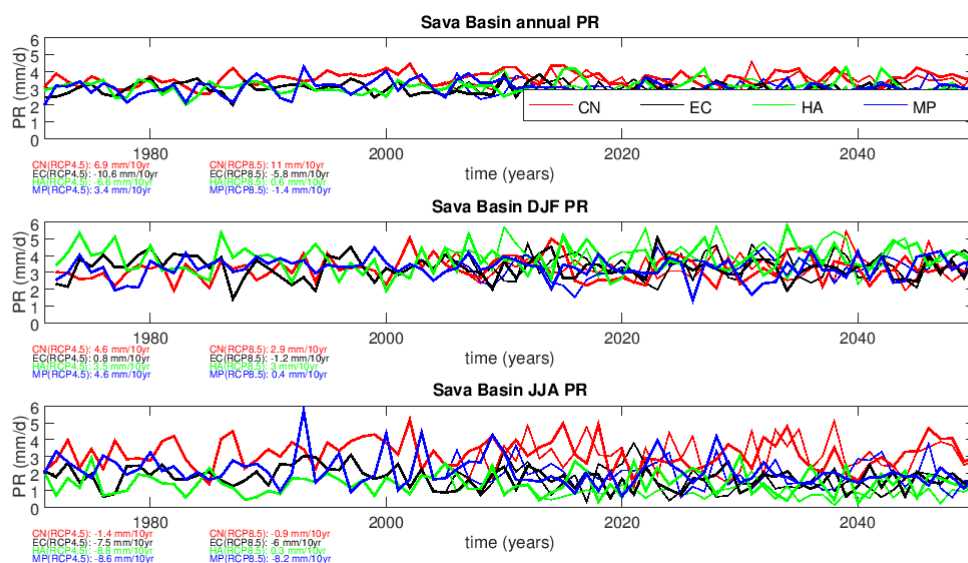 Sava Basin annual PR
6
5
4
3
2
1
0
PR (mm/d)
CN EC HA MP
1980 2000 2020 2040
time (years)
CN(RCP4.5): 6.9 mm/10yr CN(RCP8.5): 11 mm/10yr
EC(RCP4.5): -10.6 mm/10yr EC(RCP8.5): -5.8 mm/10yr
HA(RCP4.5): -6.6 mm/10yr HA(RCP8.5): 0.6 mm/10yr
MP(RCP4.5): 3.4 mm/10yr MP(RCP8.5): -1.4 mm/10yr
Sava Basin DJF PR
6
5
4
3
2
1
0
PR (mm/d)
1980 2000 2020 2040
time (years)
CN(RCP4.5): 4.6 mm/10yr CN(RCP8.5): 2.9 mm/10yr
EC(RCP4.5): 0.8 mm/10yr EC(RCP8.5): -1.2 mm/10yr
HA(RCP4.5): 3.5 mm/10yr HA(RCP8.5): 3 mm/10yr
MP(RCP4.5): 4.6 mm/10yr MP(RCP8.5): 0.4 mm/10yr
Sava Basin JJA PR
6
5
4
3
2
1
0
PR (mm/d)
1980 2000 2020 2040
time (years)
CN(RCP4.5): -1.4 mm/10yr CN(RCP8.5): -0.9 mm/10yr
EC(RCP4.5): -7.5 mm/10yr EC(RCP8.5): -6 mm/10yr
HA(RCP4.5): -8.8 mm/10yr HA(RCP8.5): 0.3 mm/10yr
MP(RCP4.5): -8.6 mm/10yr MP(RCP8.5): -8.2 mm/10yr